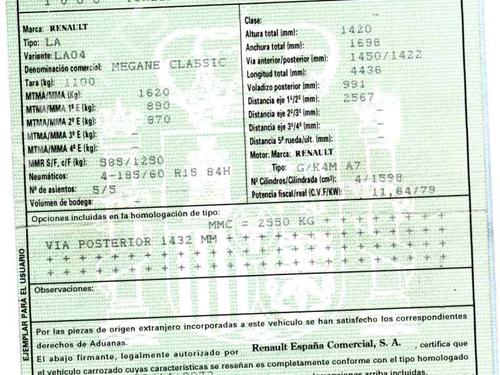 Marca: RENAULT
Tipo: LA
Variante: LA04
Denominación comercial: MEGANE CLASSIC
Tara (kg): 1100
MTMA/MMA (Kg): 1620
MTMA/MMA 1º E (kg): 890
MTMA/MMA 2º E (kg): 870
MTMA/MMA 3º E (kg): -
MTMA/MMA 4º E (kg): -
MMR S/F, c/F (kg): 585/1250
Neumáticos: 4-185/60 R15 84H
Nº de asientos: 5/5
Volumen de bodega: -
Clase: -
Altura total (mm): 1420
Anchura total (mm): 1698
Vía anterior/posterior (mm): 1450/1422
Longitud total (mm): 4436
Voladizo posterior (mm): 991
Distancia eje 1º/2º (mm): 2567
Distancia eje 2º/3º (mm): -
Distancia eje 3º/4º (mm): -
Distancia 5ª rueda/ult. (mm): -
Motor: Marca: RENAULT
Tipo: G/K4M A7
Nº Cilindros/Cilindrada (cm³): 4/1598
Potencia fiscal/real (C.V.F/KW): 11,64/79
Opciones incluidas en la homologación de tipo:
MMC = 2550 KG
VIA POSTERIOR 1432 MM
Observaciones:
EJEMPLAR PARA EL USUARIO
Por las piezas de origen extranjero incorporadas a este vehículo se han satisfecho los correspondientes
derechos de Aduanas.
El abajo firmante, legalmente autorizado por Renault España Comercial, S. A. , certifica que
el vehículo carrozado cuyas características se reseñan es completamente conforme con el tipo homologado
arriba incluidas.